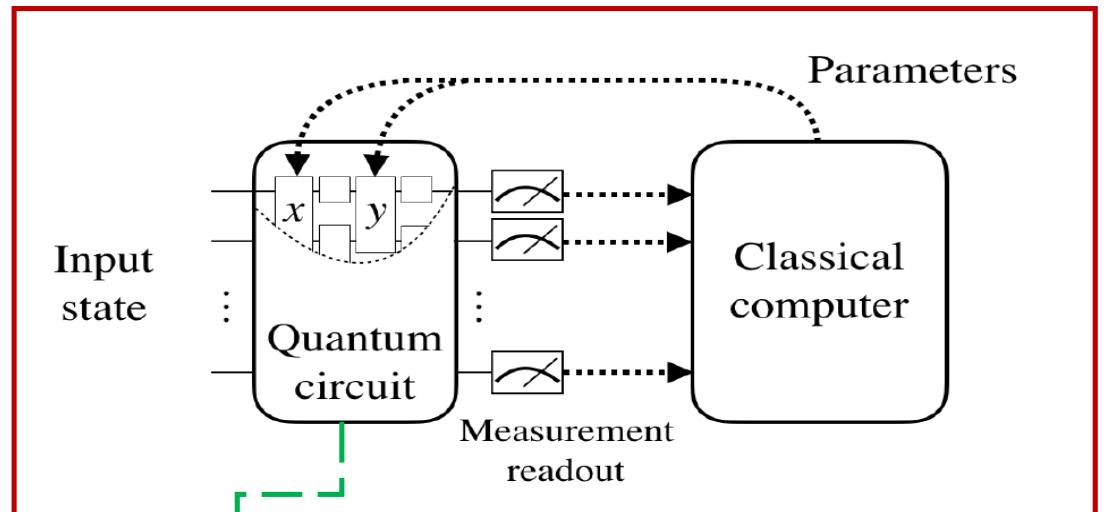 Parameters
x
y
Input
state
⋮
⋮
Quantum
circuit
Classical
computer
Measurement
readout